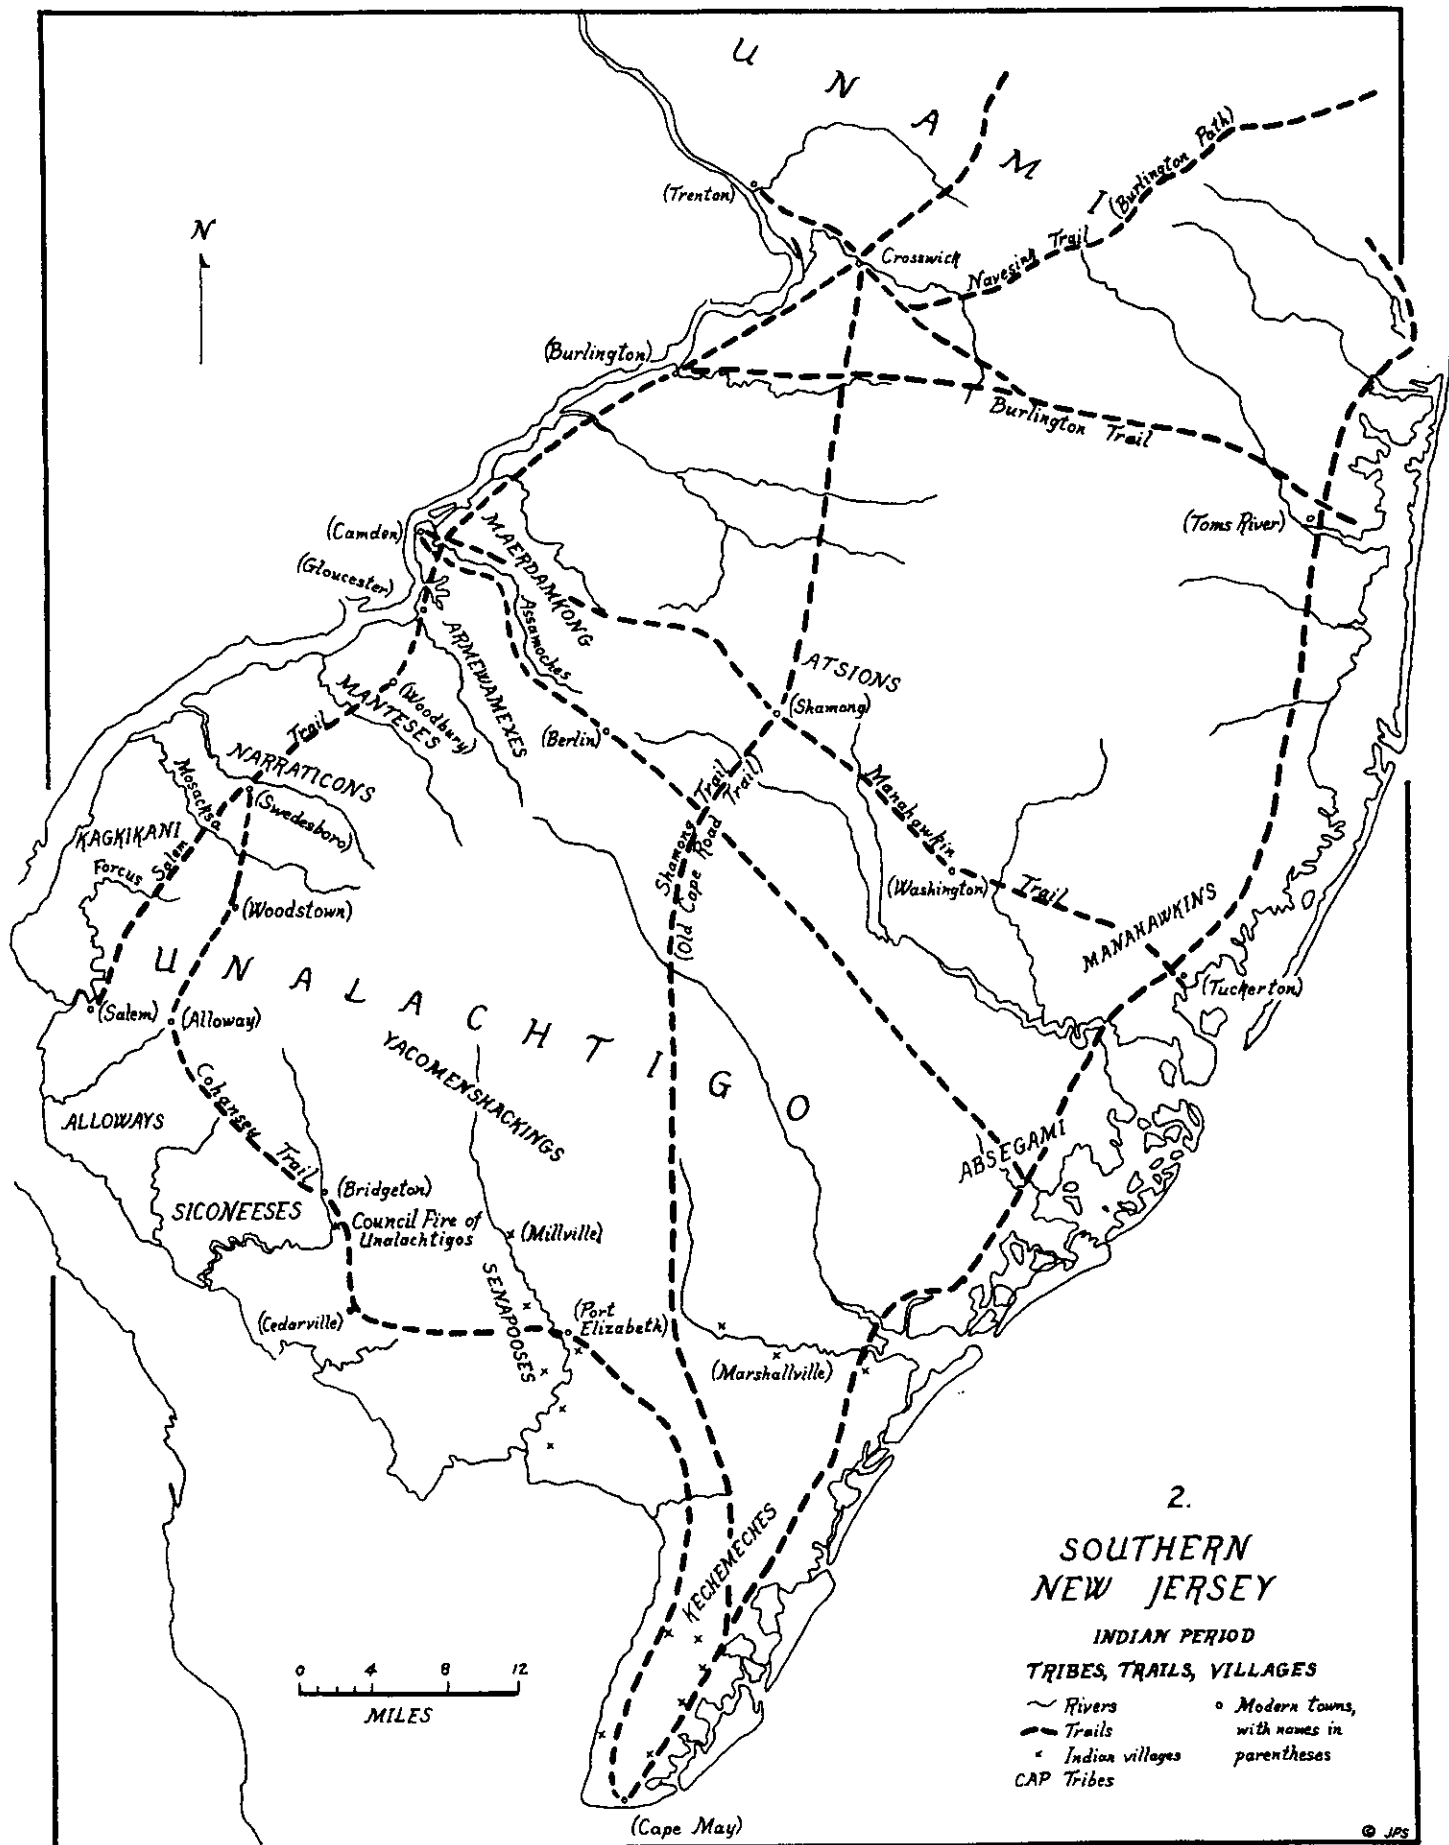 UNAMI
(Burlington Path)
(Trenton)
N
Crosswick
Navesink Trail
(Burlington)
Burlington Trail
(Camden)
MAERDAMKONG
(Toms River)
(Gloucester)
Assamoches
ARMEWAMEXES
ATSIONS
MANTESES
(Woodbury)
(Shamong)
Trail
(Berlin)
NARRATICONS
Mosacksa
Shamong Trail
(Old Cape Road Trail)
Manahawkin
(Swedesboro)
KAGKIKANI
Salem
Forcus
(Washington)
Trail
(Woodstown)
MANAHAWKINS
UNALACHTIGO
(Tuckerton)
(Salem)
(Alloway)
YACOMENSHACKINGS
Cohansey
ALLOWAYS
Trail
ABSEGAMI
(Bridgeton)
SICONEESES
Council Fire of
Unalachtigos
(Millville)
SENAPOOSES
(Cedarville)
(Port
Elizabeth)
(Marshallville)
KECHEMECHES
2.
SOUTHERN
NEW JERSEY
INDIAN PERIOD
TRIBES, TRAILS, VILLAGES
Rivers
Trails
x Indian villages
CAP Tribes
Modern towns,
with names in
parentheses
0 4 8 12
MILES
(Cape May)
© JPS